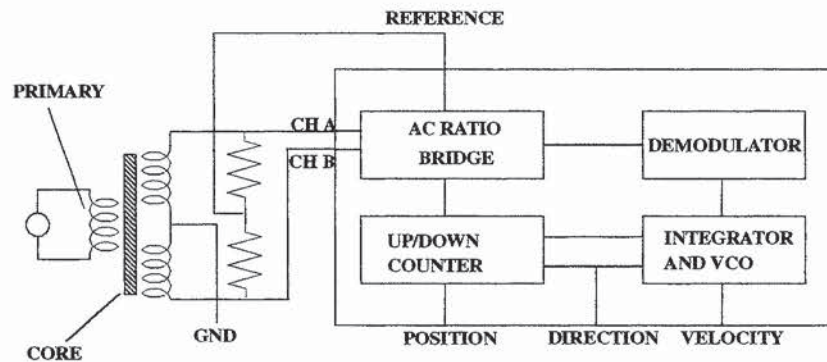 REFERENCE
PRIMARY
CH A
CH B
AC RATIO
BRIDGE
DEMODULATOR
UP/DOWN
COUNTER
INTEGRATOR
AND VCO
GND
CORE
POSITION
DIRECTION
VELOCITY